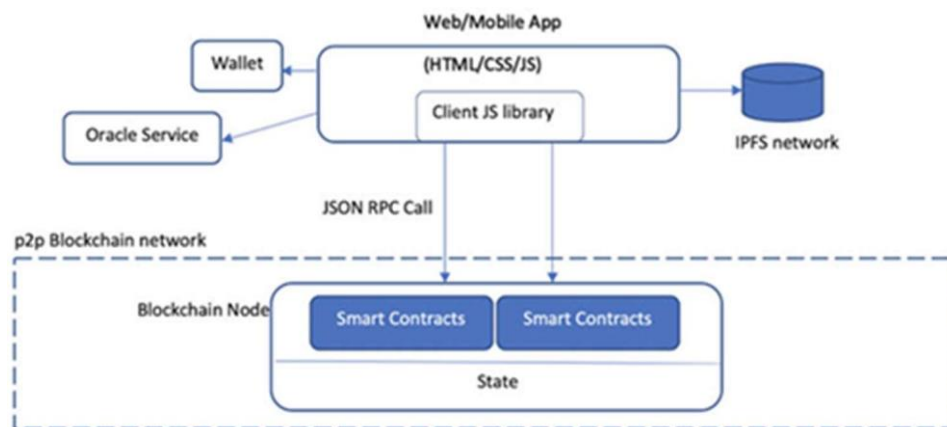 Web/Mobile App
(HTML/CSS/JS)
Wallet
Client JS library
Oracle Service
IPFS network
JSON RPC Call
p2p Blockchain network
Blockchain Node
Smart Contracts
Smart Contracts
State